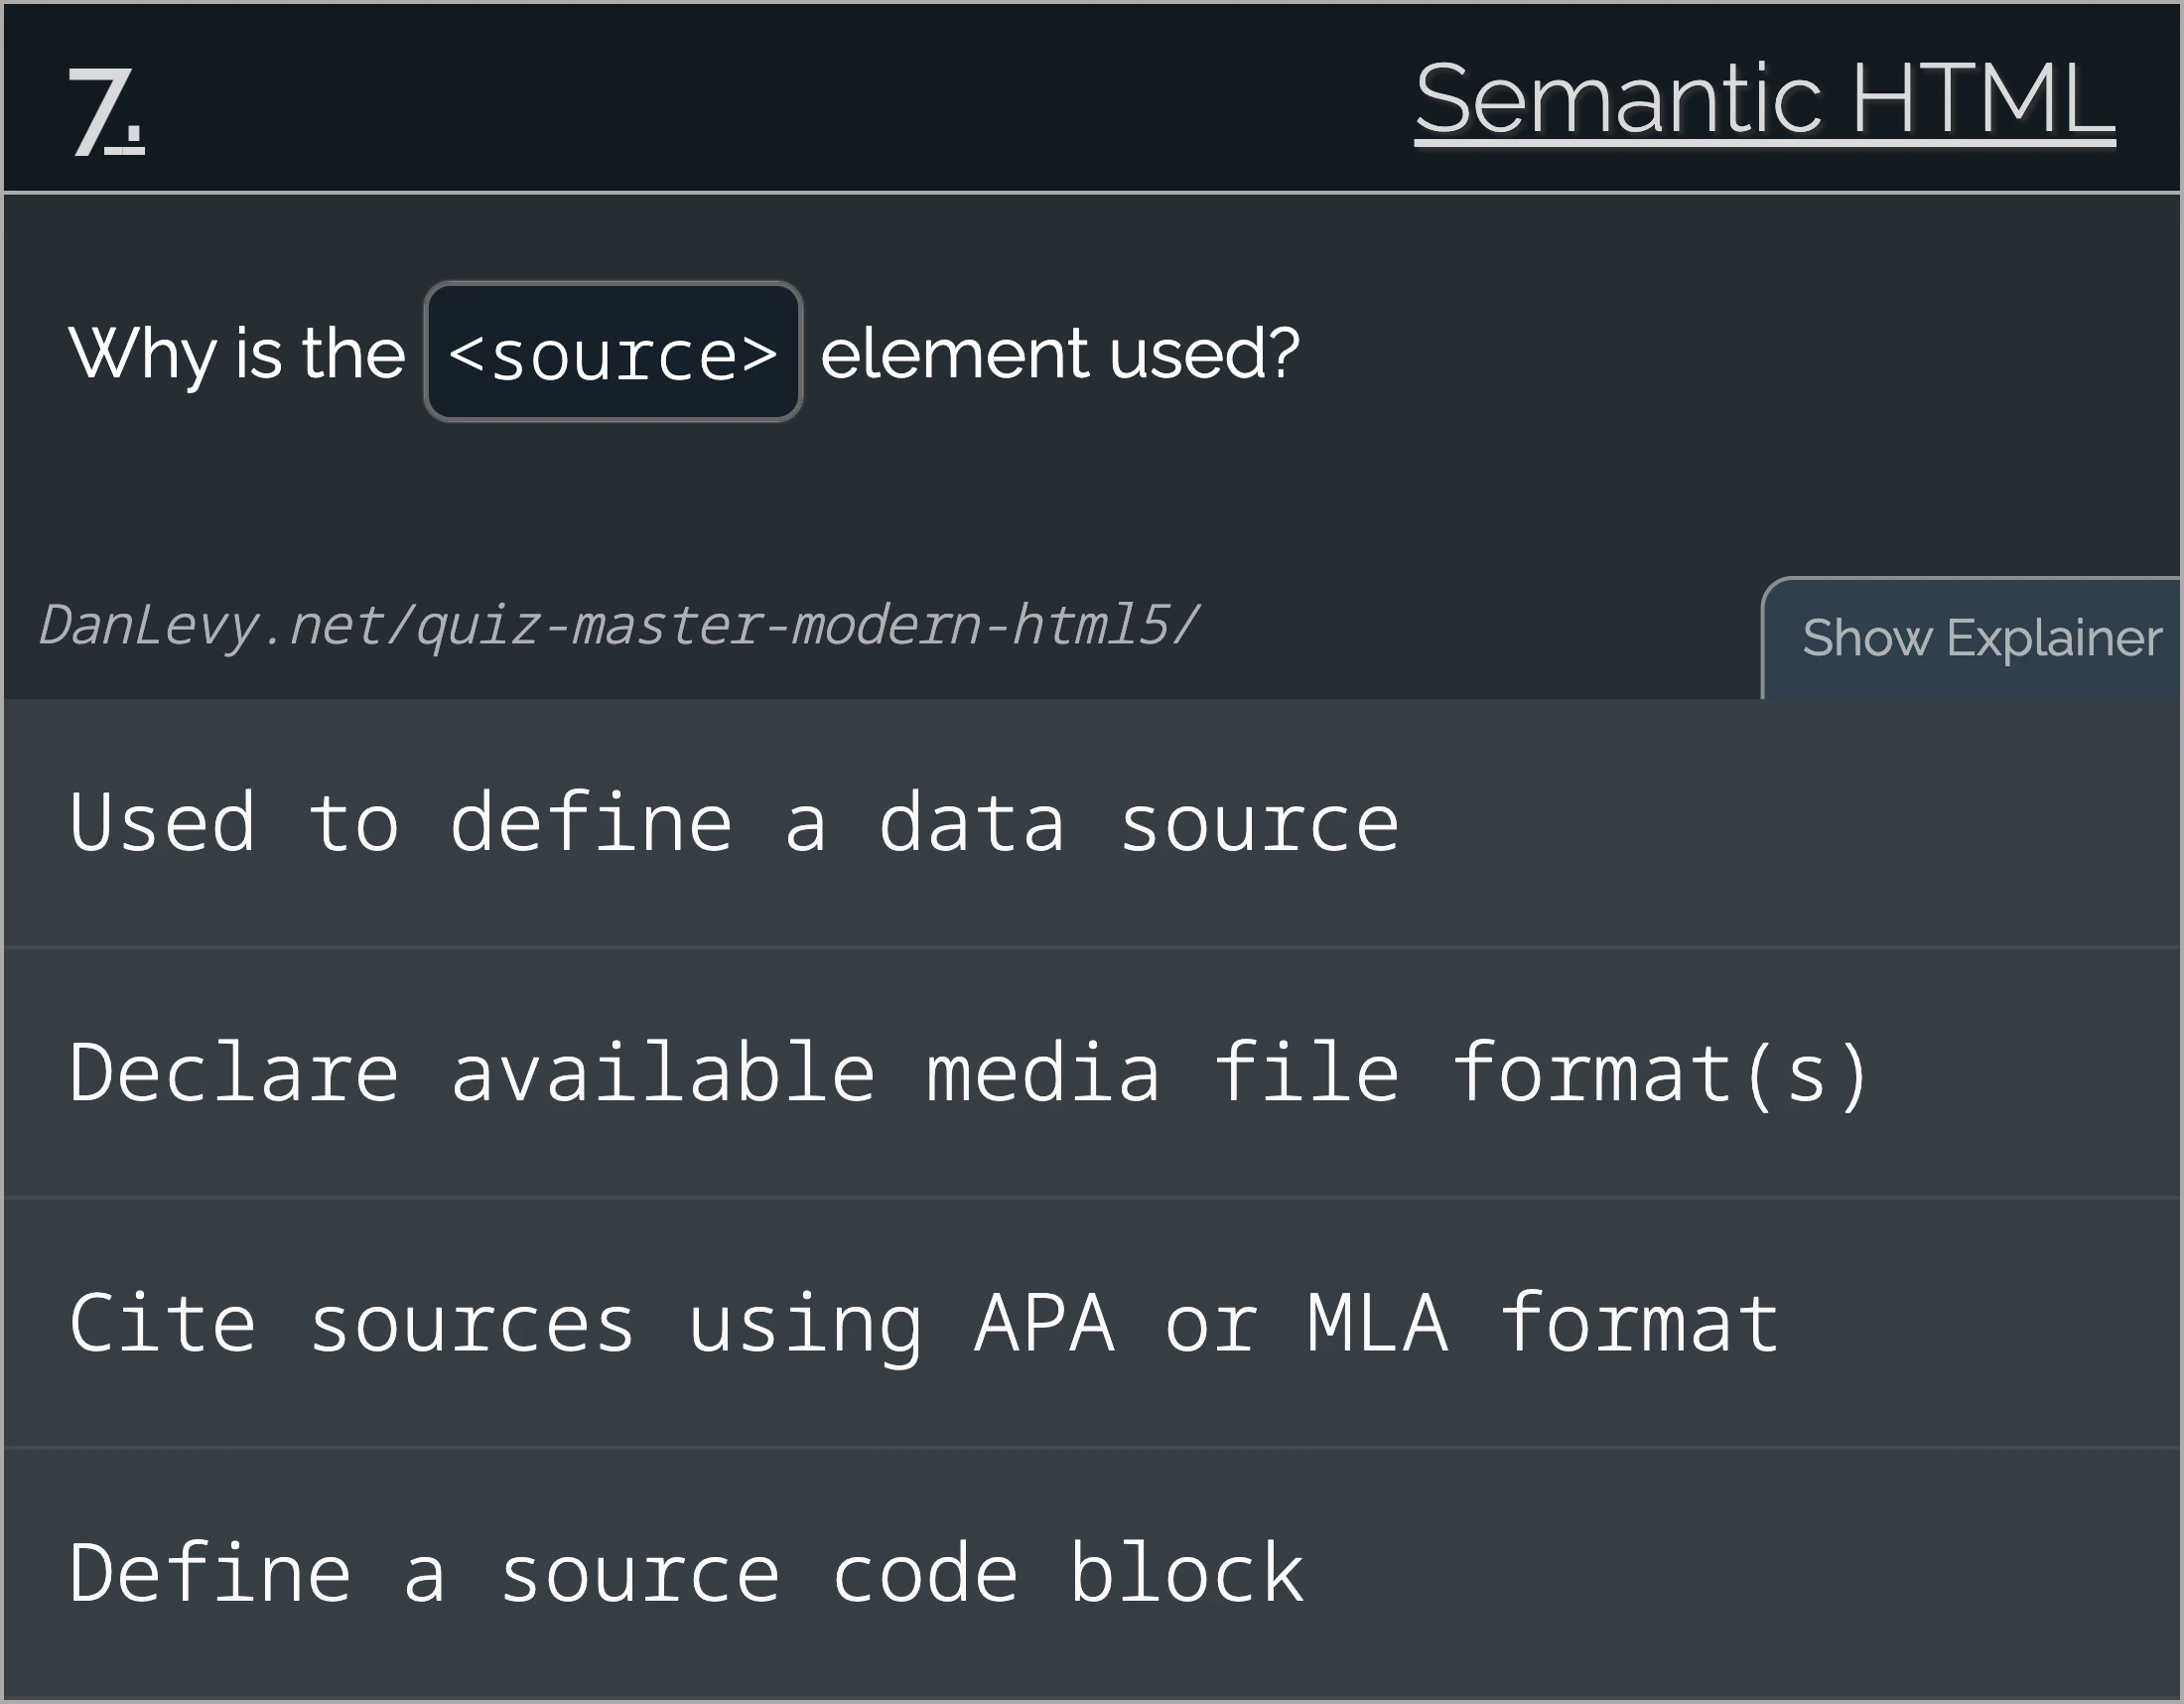 7.
Semantic HTML
Why is the <source> element used?
DanLevy.net/quiz-master-modern-html5/
Show Explainer
Used to define a data source
Declare available media file format(s)
Cite sources using APA or MLA format
Define a source code block